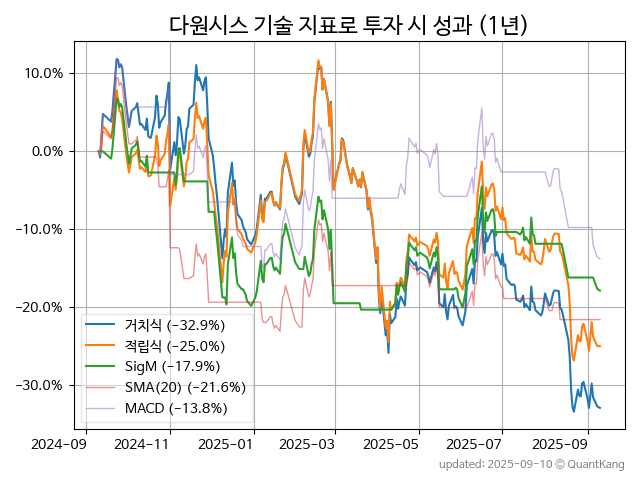 다원시스 기술 지표로 투자 시 성과 (1년)
10.0%
0.0%
−10.0%
−20.0%
−30.0%
거치식 (−32.9%)
적립식 (−25.0%)
SigM (−17.9%)
SMA(20) (−21.6%)
MACD (−13.8%)
2024-09 2024-11 2025-01 2025-03 2025-05 2025-07 2025-09
updated: 2025-09-10 © QuantKang